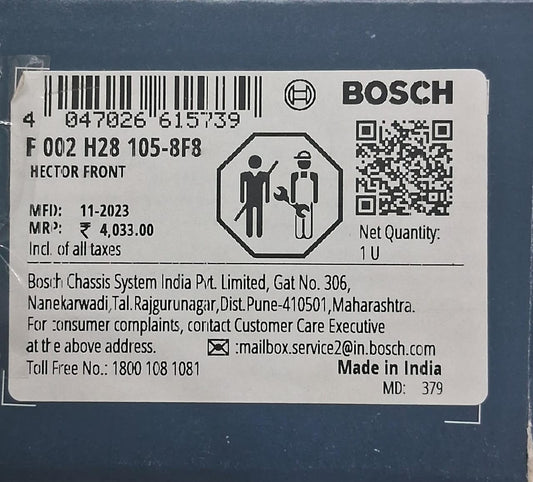 BOSCH
4 047026 615739
F 002 H28 105-8F8
HECTOR FRONT
MFD: 11-2023
MRP: ₹ 4,033.00
Incl. of all taxes
Net Quantity:
1 U
Bosch Chassis System India Pvt. Limited, Gat No. 306,
Nanekarwadi,Tal.Rajgurunagar,Dist.Pune-410501,Maharashtra.
For consumer complaints, contact Customer Care Executive
at the above address. :mailbox.service2@in.bosch.com
Toll Free No.: 1800 108 1081
Made in India
MD: 379